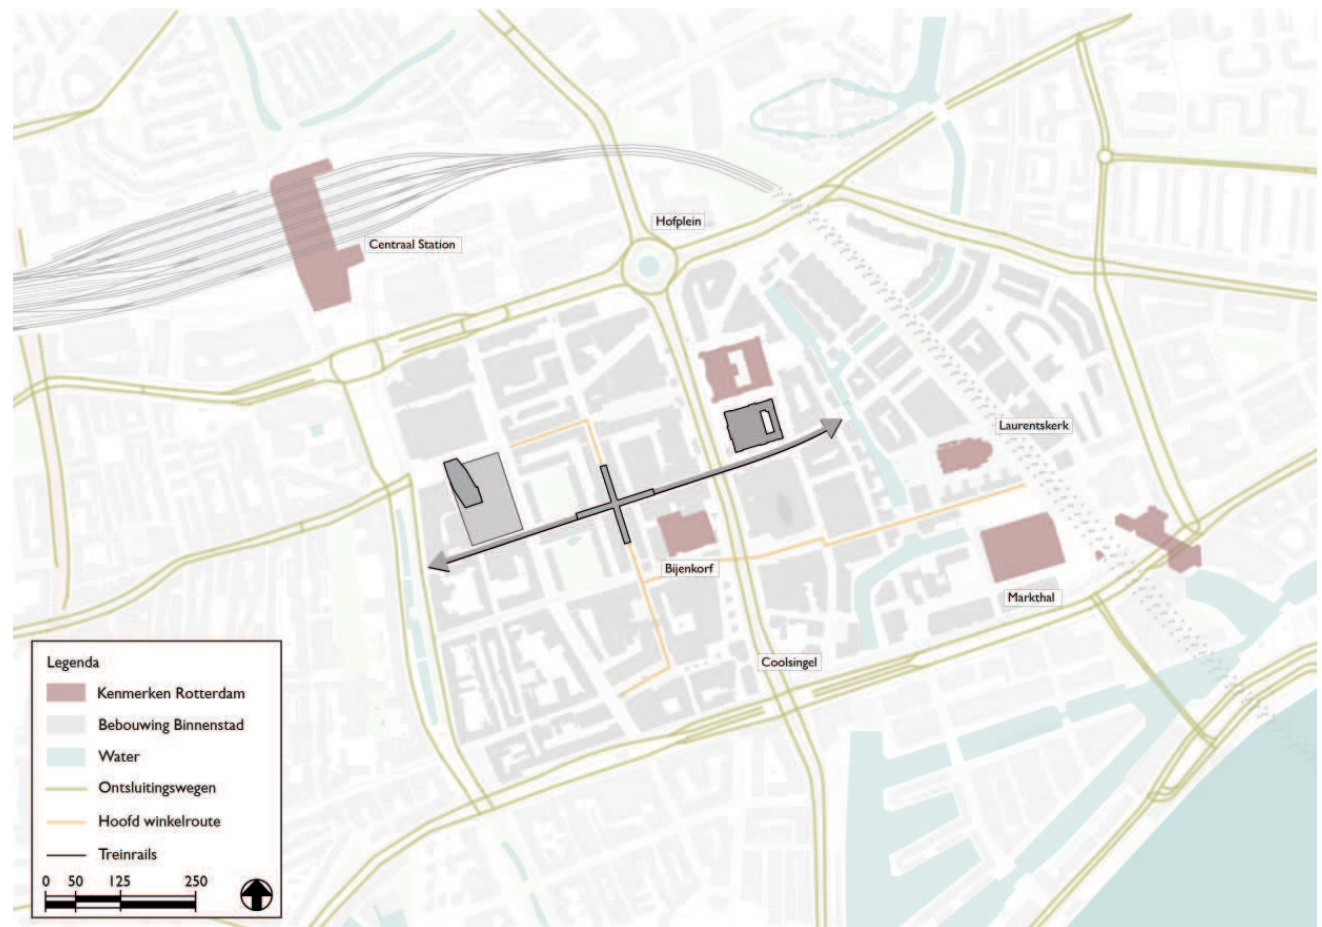 Hofplein
Centraal Station
Laurentskerk
Bijenkorf
Markthal
Coolsingel
Legenda
Kenmerken Rotterdam
Bebouwing Binnenstad
Water
Ontsluitingswegen
Hoofd winkelroute
Treinrails
0 50 125 250